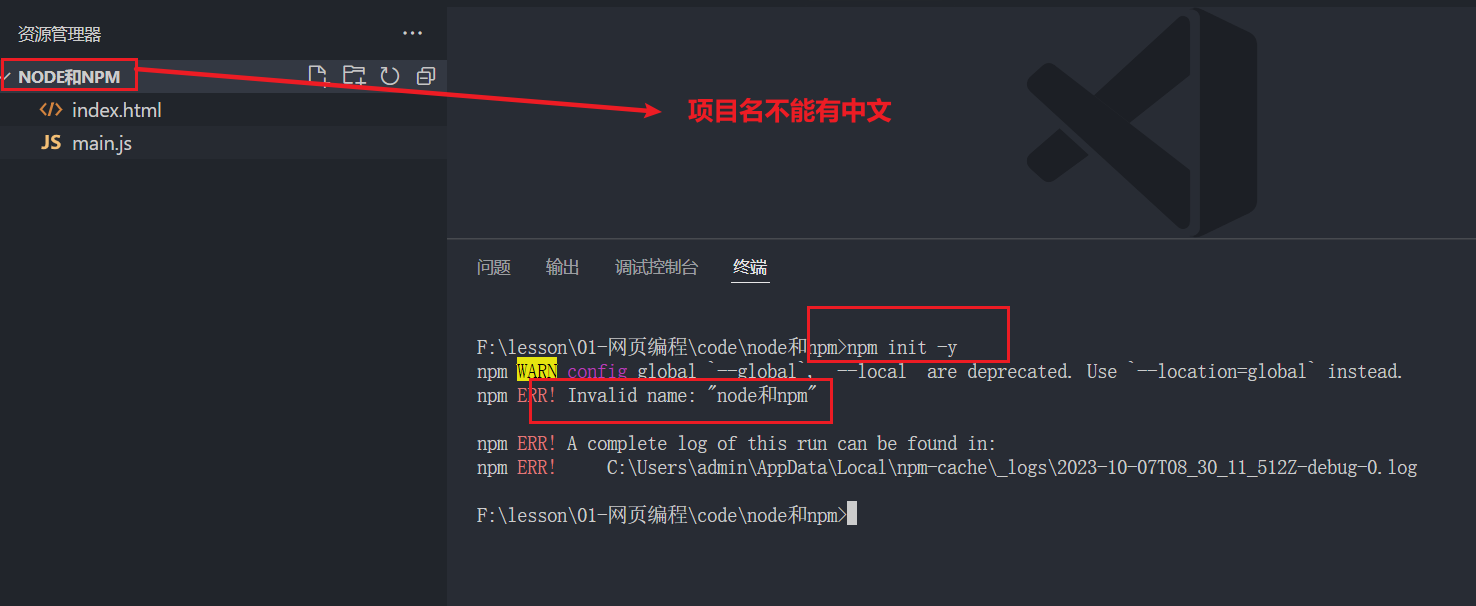 资源管理器
NODE和NPM
index.html
JS main.js
项目名不能有中文
问题 输出 调试控制台 终端
F:\lesson\01-网页编程\code\node和npm>npm init -y
npm WARN config global `--global`, `--local` are deprecated. Use `--location=global` instead.
npm ERR! Invalid name: "node和npm"
npm ERR! A complete log of this run can be found in:
npm ERR!     C:\Users\admin\AppData\Local\npm-cache\_logs\2023-10-07T08_30_11_512Z-debug-0.log
F:\lesson\01-网页编程\code\node和npm>